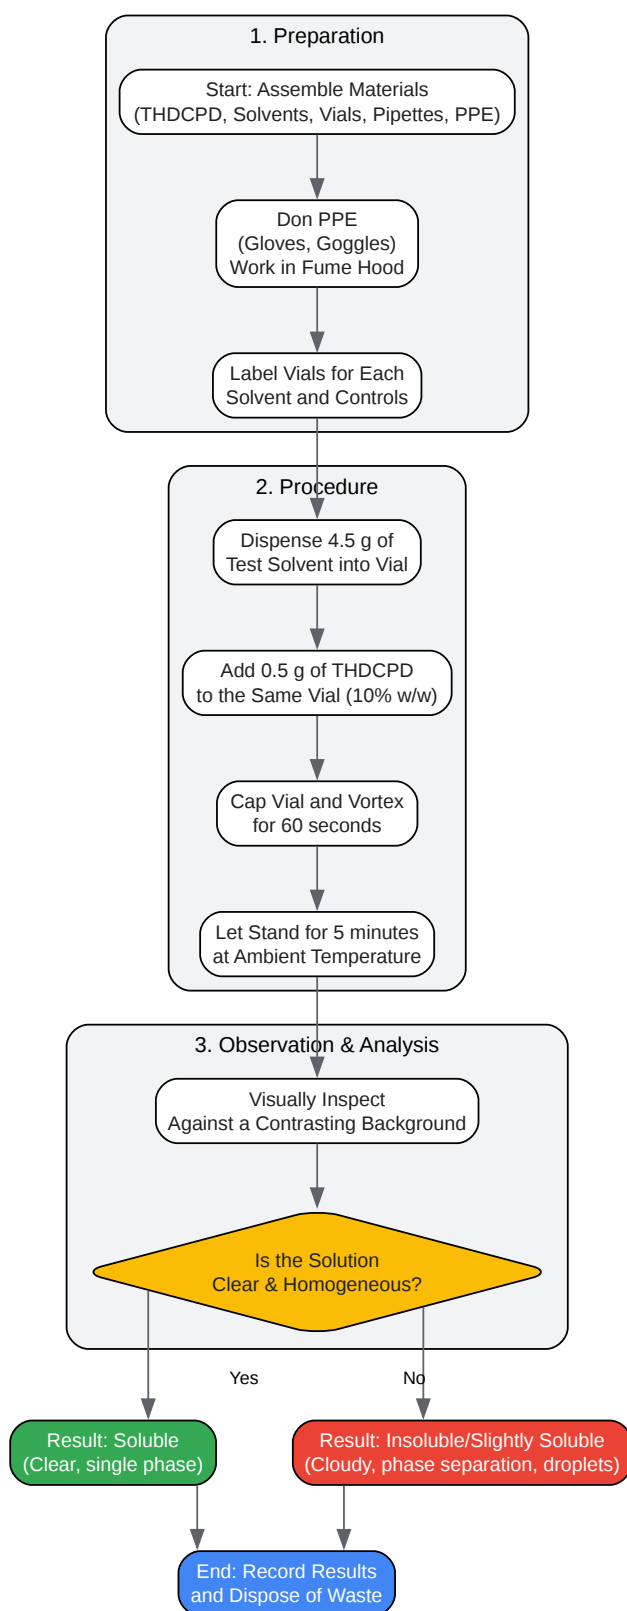 1. Preparation
Start: Assemble Materials
(THDCPD, Solvents, Vials, Pipettes, PPE)
Don PPE
(Gloves, Goggles)
Work in Fume Hood
Label Vials for Each
Solvent and Controls
2. Procedure
Dispense 4.5 g of
Test Solvent into Vial
Add 0.5 g of THDCPD
to the Same Vial (10% w/w)
Cap Vial and Vortex
for 60 seconds
Let Stand for 5 minutes
at Ambient Temperature
3. Observation & Analysis
Visually Inspect
Against a Contrasting Background
Is the Solution
Clear & Homogeneous?
Yes
No
Result: Soluble
(Clear, single phase)
Result: Insoluble/Slightly Soluble
(Cloudy, phase separation, droplets)
End: Record Results
and Dispose of Waste